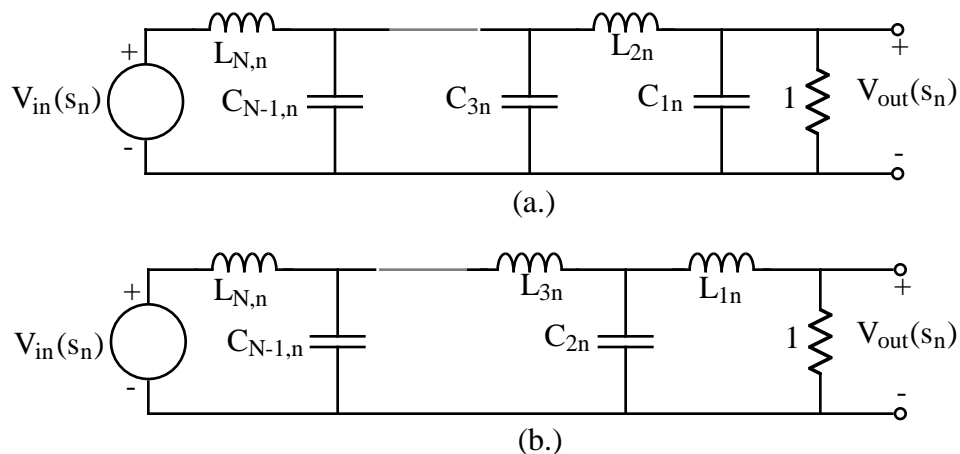 +
L_{N,n}
L_{2n}
+
V_{in}(s_n)
C_{N-1,n}
C_{3n}
C_{1n}
1
V_{out}(s_n)
-
-
(a.)
+
L_{N,n}
L_{3n}
L_{1n}
+
V_{in}(s_n)
C_{N-1,n}
C_{2n}
1
V_{out}(s_n)
-
-
(b.)